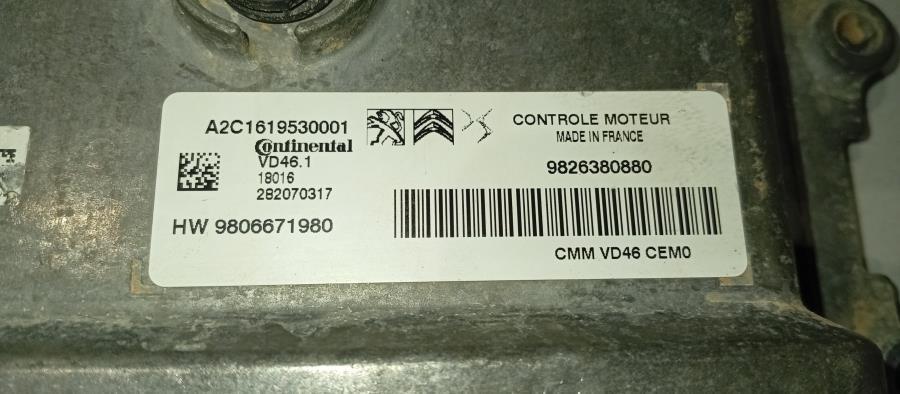 A2C1619530001
Continental
VD46.1
18016
282070317
HW 9806671980
CONTROLE MOTEUR
MADE IN FRANCE
9826380880
CMM VD46 CEM0